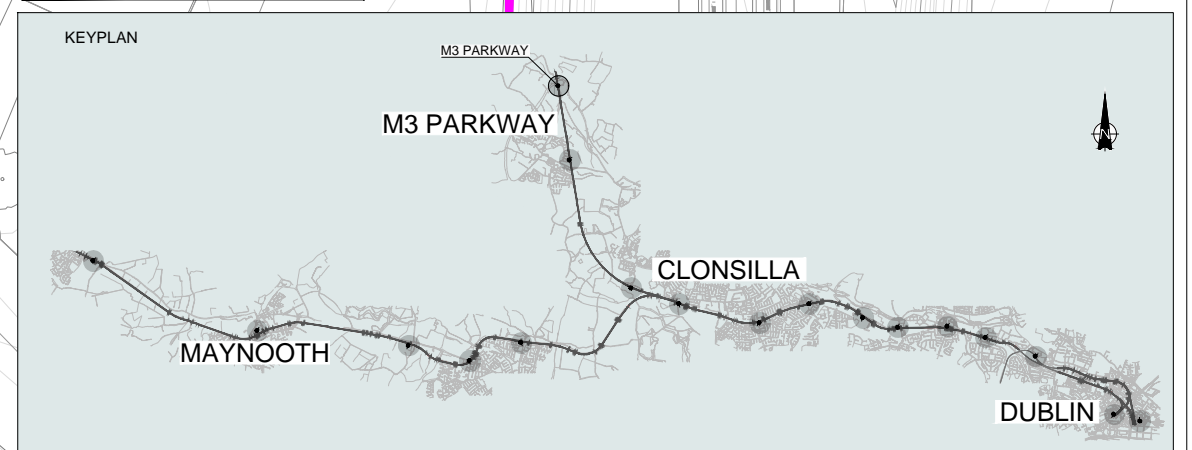 KEYPLAN
M3 PARKWAY
M3 PARKWAY
N
CLONSILLA
MAYNOOTH
DUBLIN